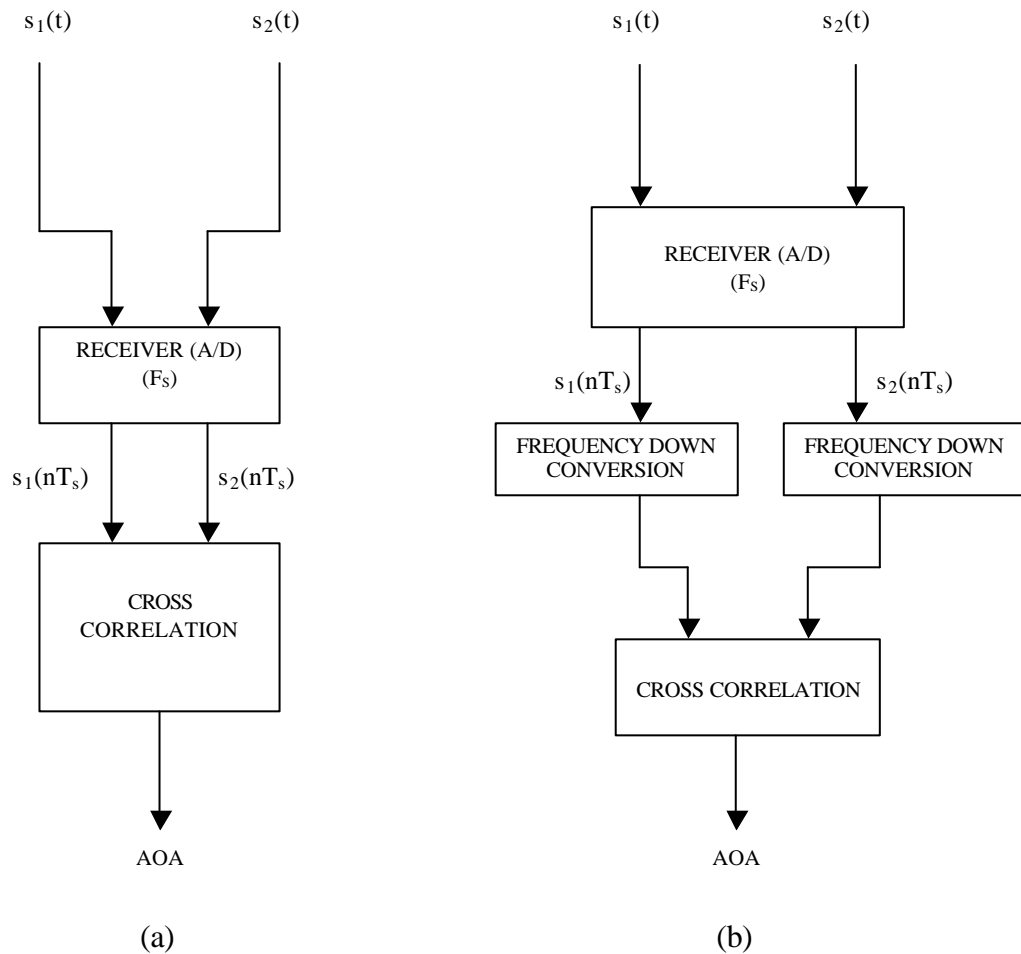 s₁(t)
s₂(t)
RECEIVER (A/D)
(Fₛ)
s₁(nTₛ)
s₂(nTₛ)
CROSS
CORRELATION
AOA
(a)
s₁(t)
s₂(t)
RECEIVER (A/D)
(Fₛ)
s₁(nTₛ)
s₂(nTₛ)
FREQUENCY DOWN
CONVERSION
FREQUENCY DOWN
CONVERSION
CROSS CORRELATION
AOA
(b)